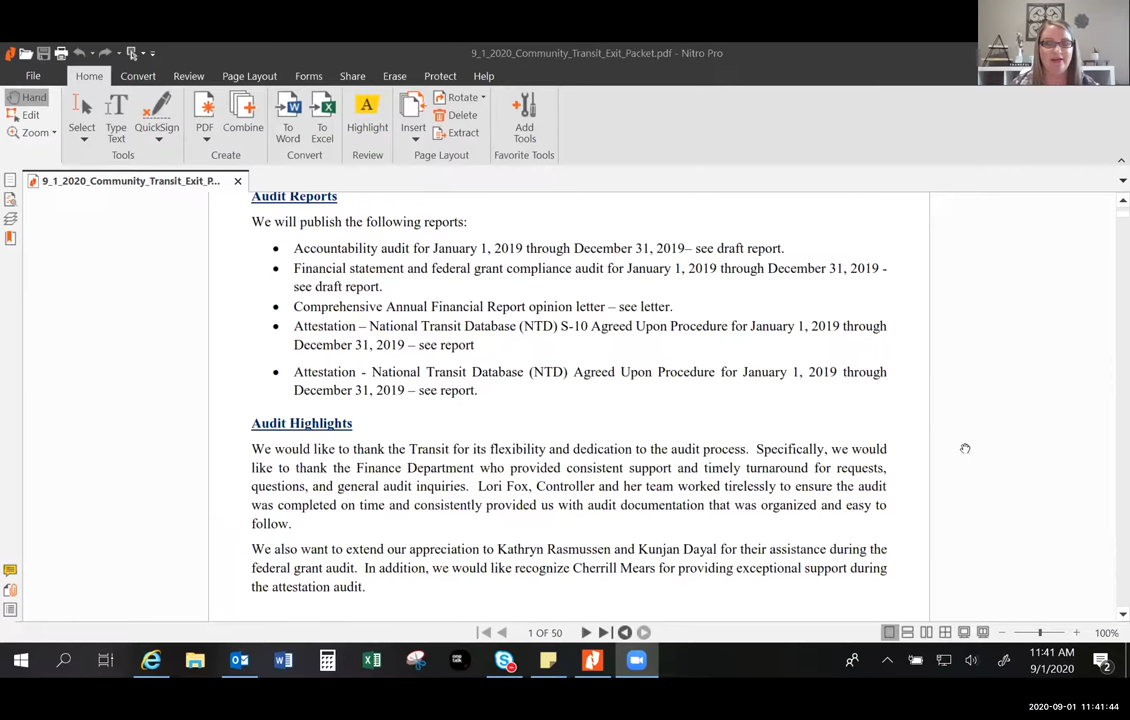 9_1_2020_Community_Transit_Exit_Packet.pdf - Nitro Pro
File Home Convert Review Page Layout Forms Share Erase Protect Help
Hand
Edit
Zoom
Select
Type Text
QuickSign
Tools
PDF
Combine
Create
To Word
To Excel
Convert
Highlight
Review
Insert
Rotate
Delete
Extract
Page Layout
Add Tools
Favorite Tools
9_1_2020_Community_Transit_Exit_P...
Audit Reports
We will publish the following reports:
• Accountability audit for January 1, 2019 through December 31, 2019– see draft report.
• Financial statement and federal grant compliance audit for January 1, 2019 through December 31, 2019 -
see draft report.
• Comprehensive Annual Financial Report opinion letter – see letter.
• Attestation – National Transit Database (NTD) S-10 Agreed Upon Procedure for January 1, 2019 through
December 31, 2019 – see report
• Attestation - National Transit Database (NTD) Agreed Upon Procedure for January 1, 2019 through
December 31, 2019 – see report.
Audit Highlights
We would like to thank the Transit for its flexibility and dedication to the audit process. Specifically, we would
like to thank the Finance Department who provided consistent support and timely turnaround for requests,
questions, and general audit inquiries. Lori Fox, Controller and her team worked tirelessly to ensure the audit
was completed on time and consistently provided us with audit documentation that was organized and easy to
follow.
We also want to extend our appreciation to Kathryn Rasmussen and Kunjan Dayal for their assistance during the
federal grant audit. In addition, we would like recognize Cherrill Mears for providing exceptional support during
the attestation audit.
1 OF 50
100%
11:41 AM
9/1/2020
2
2020-09-01 11:41:44